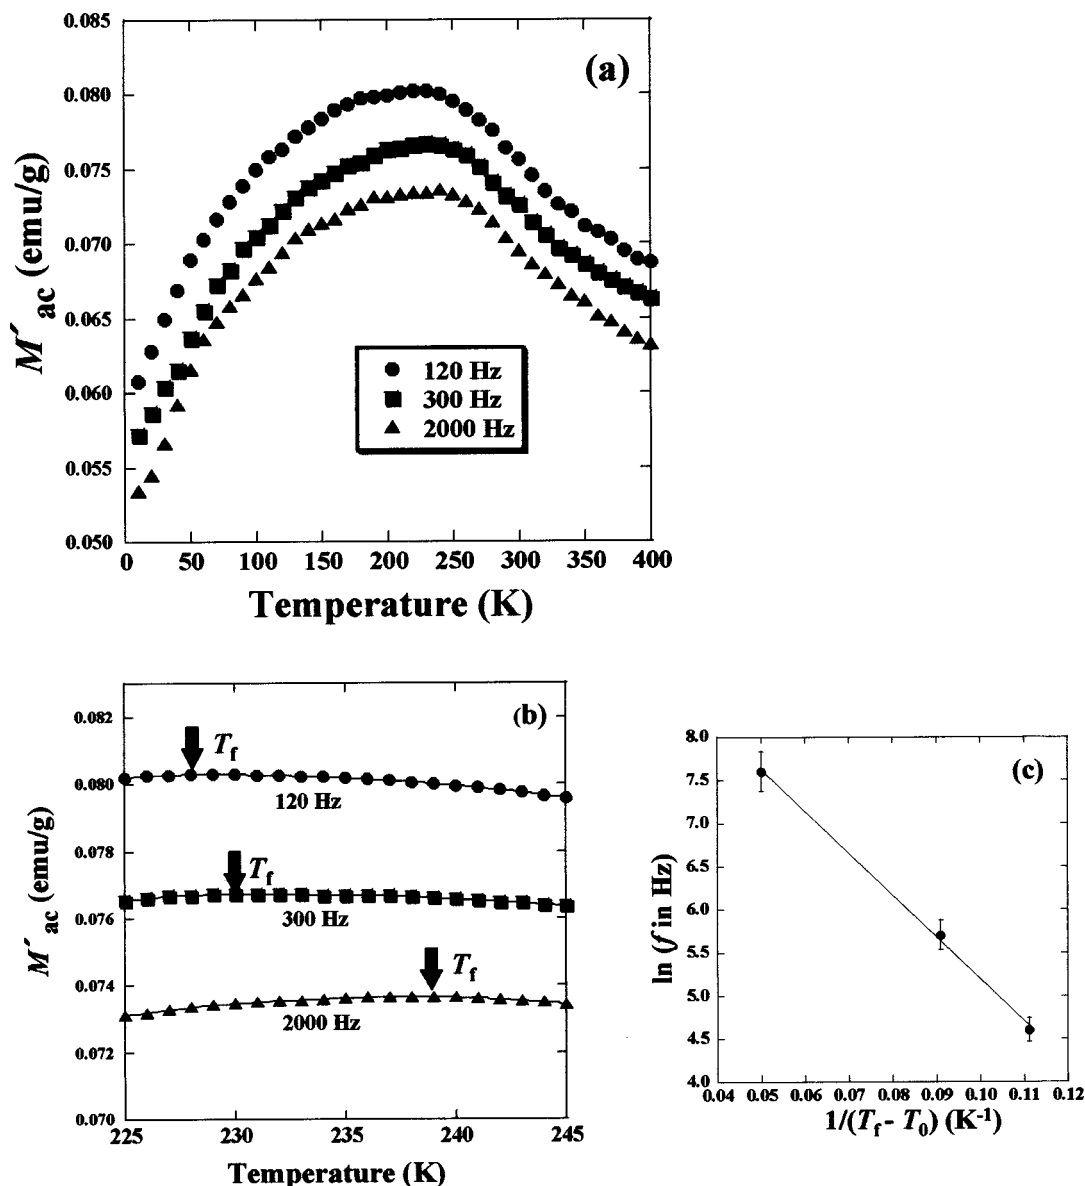 (a)
M′ac (emu/g)
0.085
0.080
0.075
0.070
0.065
0.060
0.055
0.050
120 Hz
300 Hz
2000 Hz
0 50 100 150 200 250 300 350 400
Temperature (K)
(b)
M′ac (emu/g)
0.082
0.080
0.078
0.076
0.074
0.072
0.070
Tf
120 Hz
Tf
300 Hz
Tf
2000 Hz
225 230 235 240 245
Temperature (K)
(c)
ln (f in Hz)
8.0
7.5
7.0
6.5
6.0
5.5
5.0
4.5
4.0
0.04 0.05 0.06 0.07 0.08 0.09 0.10 0.11 0.12
1/(Tf - T0) (K-1)